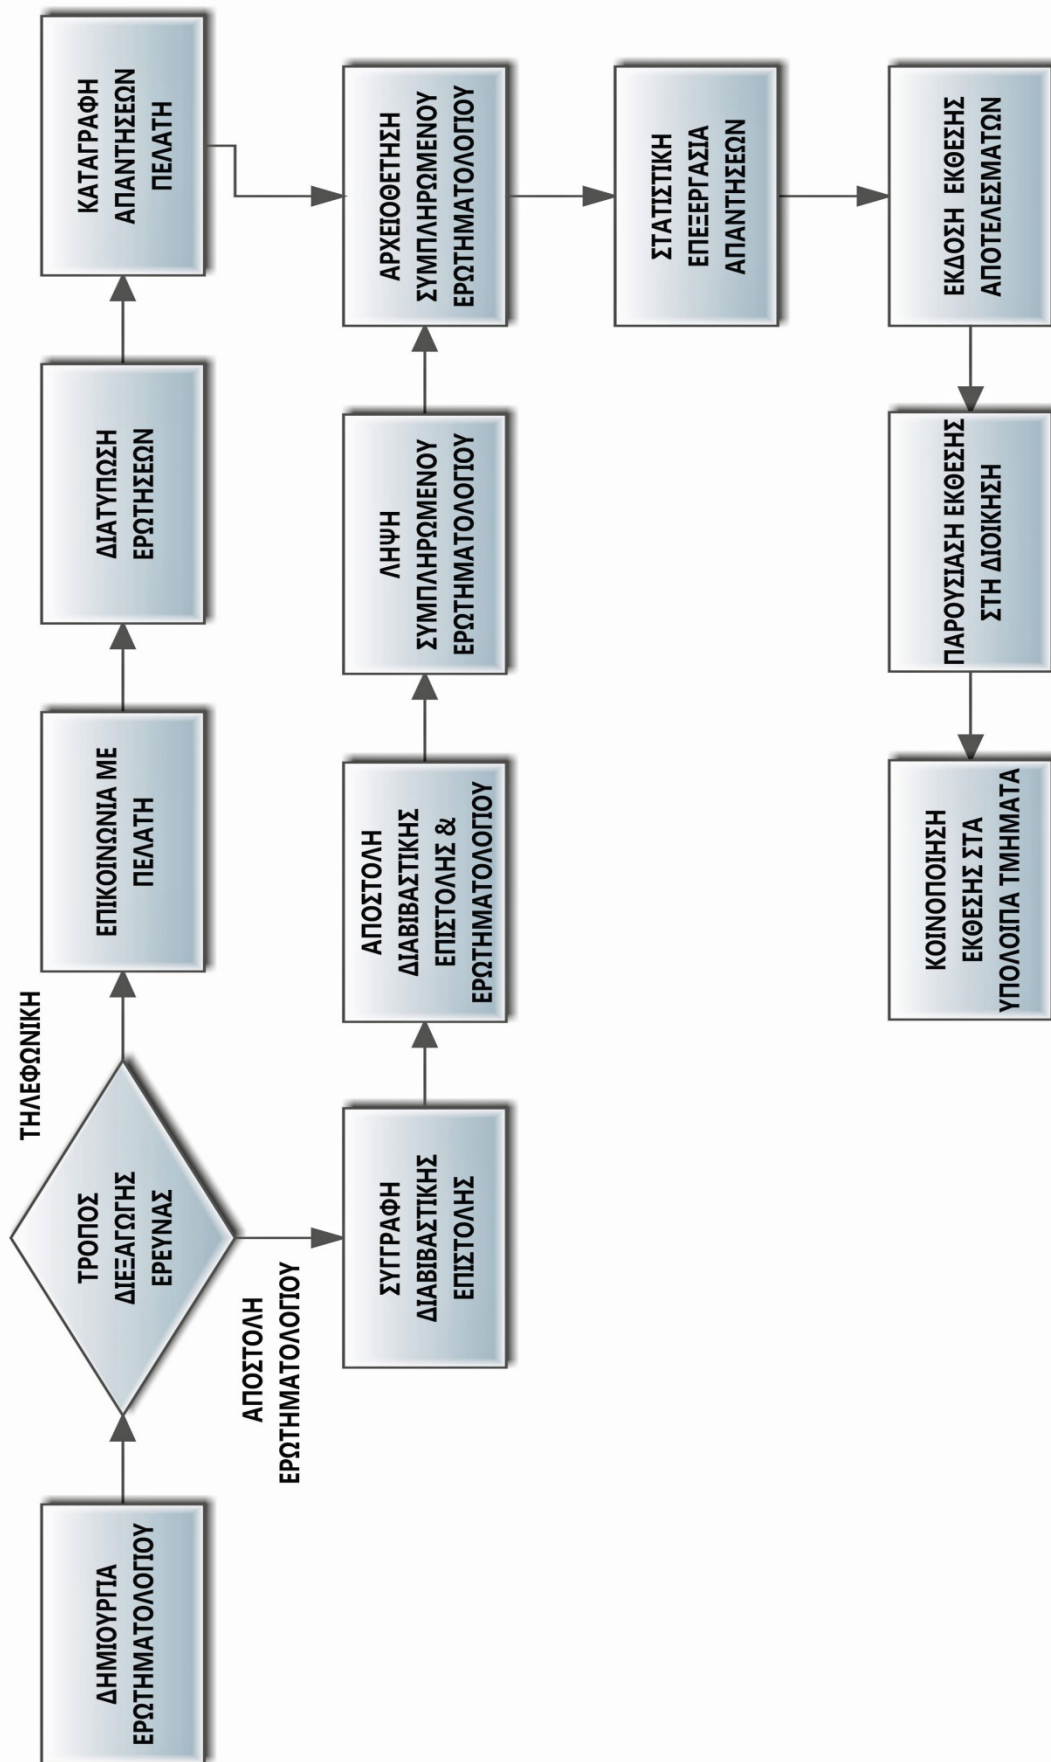 ΔΗΜΙΟΥΡΓΙΑ
ΕΡΩΤΗΜΑΤΟΛΟΓΙΟΥ
ΤΡΟΠΟΣ
ΔΙΕΞΑΓΩΓΗΣ
ΕΡΕΥΝΑΣ
ΤΗΛΕΦΩΝΙΚΗ
ΕΠΙΚΟΙΝΩΝΙΑ ΜΕ
ΠΕΛΑΤΗ
ΔΙΑΤΥΠΩΣΗ
ΕΡΩΤΗΣΕΩΝ
ΚΑΤΑΓΡΑΦΗ
ΑΠΑΝΤΗΣΕΩΝ
ΠΕΛΑΤΗ
ΑΠΟΣΤΟΛΗ
ΕΡΩΤΗΜΑΤΟΛΟΓΙΟΥ
ΣΥΓΓΡΑΦΗ
ΔΙΑΒΙΒΑΣΤΙΚΗΣ
ΕΠΙΣΤΟΛΗΣ
ΑΠΟΣΤΟΛΗ
ΔΙΑΒΙΒΑΣΤΙΚΗΣ
ΕΠΙΣΤΟΛΗΣ &
ΕΡΩΤΗΜΑΤΟΛΟΓΙΟΥ
ΛΗΨΗ
ΣΥΜΠΛΗΡΩΜΕΝΟΥ
ΕΡΩΤΗΜΑΤΟΛΟΓΙΟΥ
ΑΡΧΕΙΟΘΕΤΗΣΗ
ΣΥΜΠΛΗΡΩΜΕΝΟΥ
ΕΡΩΤΗΜΑΤΟΛΟΓΙΟΥ
ΣΤΑΤΙΣΤΙΚΗ
ΕΠΕΞΕΡΓΑΣΙΑ
ΑΠΑΝΤΗΣΕΩΝ
ΕΚΔΟΣΗ ΕΚΘΕΣΗΣ
ΑΠΟΤΕΛΕΣΜΑΤΩΝ
ΠΑΡΟΥΣΙΑΣΗ ΕΚΘΕΣΗΣ
ΣΤΗ ΔΙΟΙΚΗΣΗ
ΚΟΙΝΟΠΟΙΗΣΗ
ΕΚΘΕΣΗΣ ΣΤΑ
ΥΠΟΛΟΙΠΑ ΤΜΗΜΑΤΑ